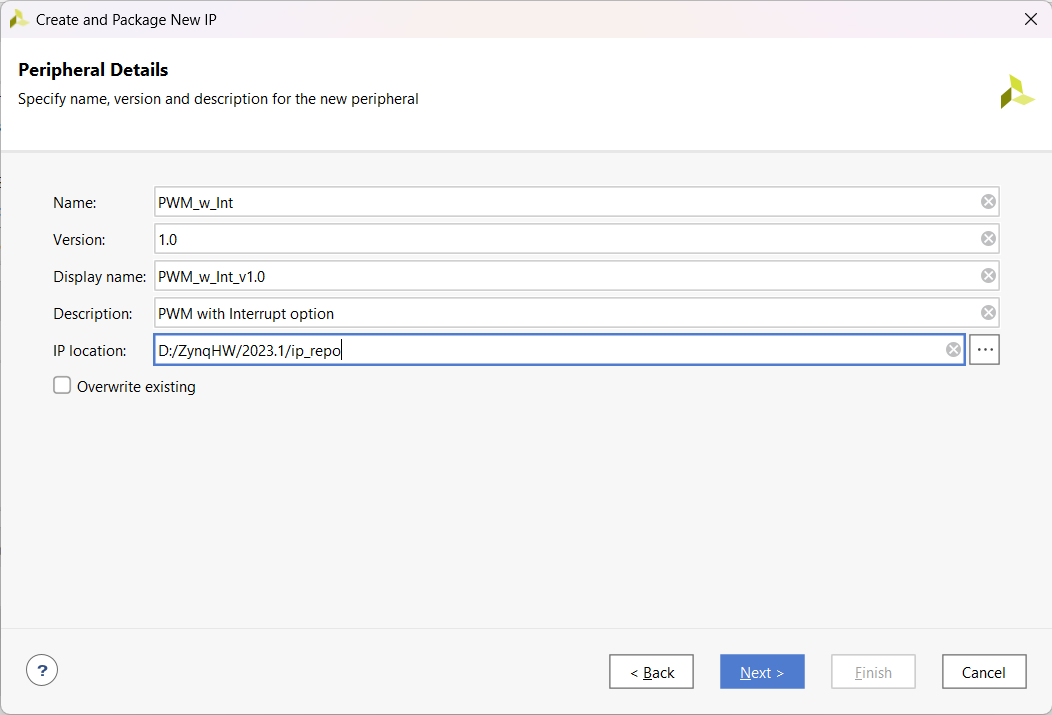 Create and Package New IP
Peripheral Details
Specify name, version and description for the new peripheral
Name: PWM_w_Int
Version: 1.0
Display name: PWM_w_Int_v1.0
Description: PWM with Interrupt option
IP location: D:/ZynqHW/2023.1/ip_repo ...
Overwrite existing
? < Back Next > Finish Cancel